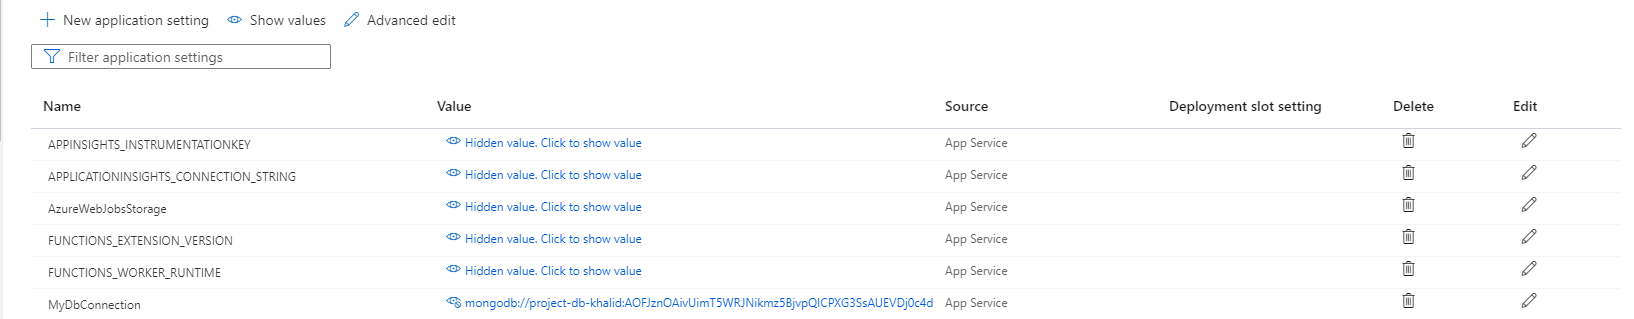 New application setting Show values Advanced edit
Filter application settings
Name Value Source Deployment slot setting Delete Edit
APPINSIGHTS_INSTRUMENTATIONKEY Hidden value. Click to show value App Service
APPLICATIONINSIGHTS_CONNECTION_STRING Hidden value. Click to show value App Service
AzureWebJobsStorage Hidden value. Click to show value App Service
FUNCTIONS_EXTENSION_VERSION Hidden value. Click to show value App Service
FUNCTIONS_WORKER_RUNTIME Hidden value. Click to show value App Service
MyDbConnection mongodb://project-db-khalid:AOFJznOAivUimT5WRJNikmz5BjvpQICPXG3SsAUEVDj0c4d App Service